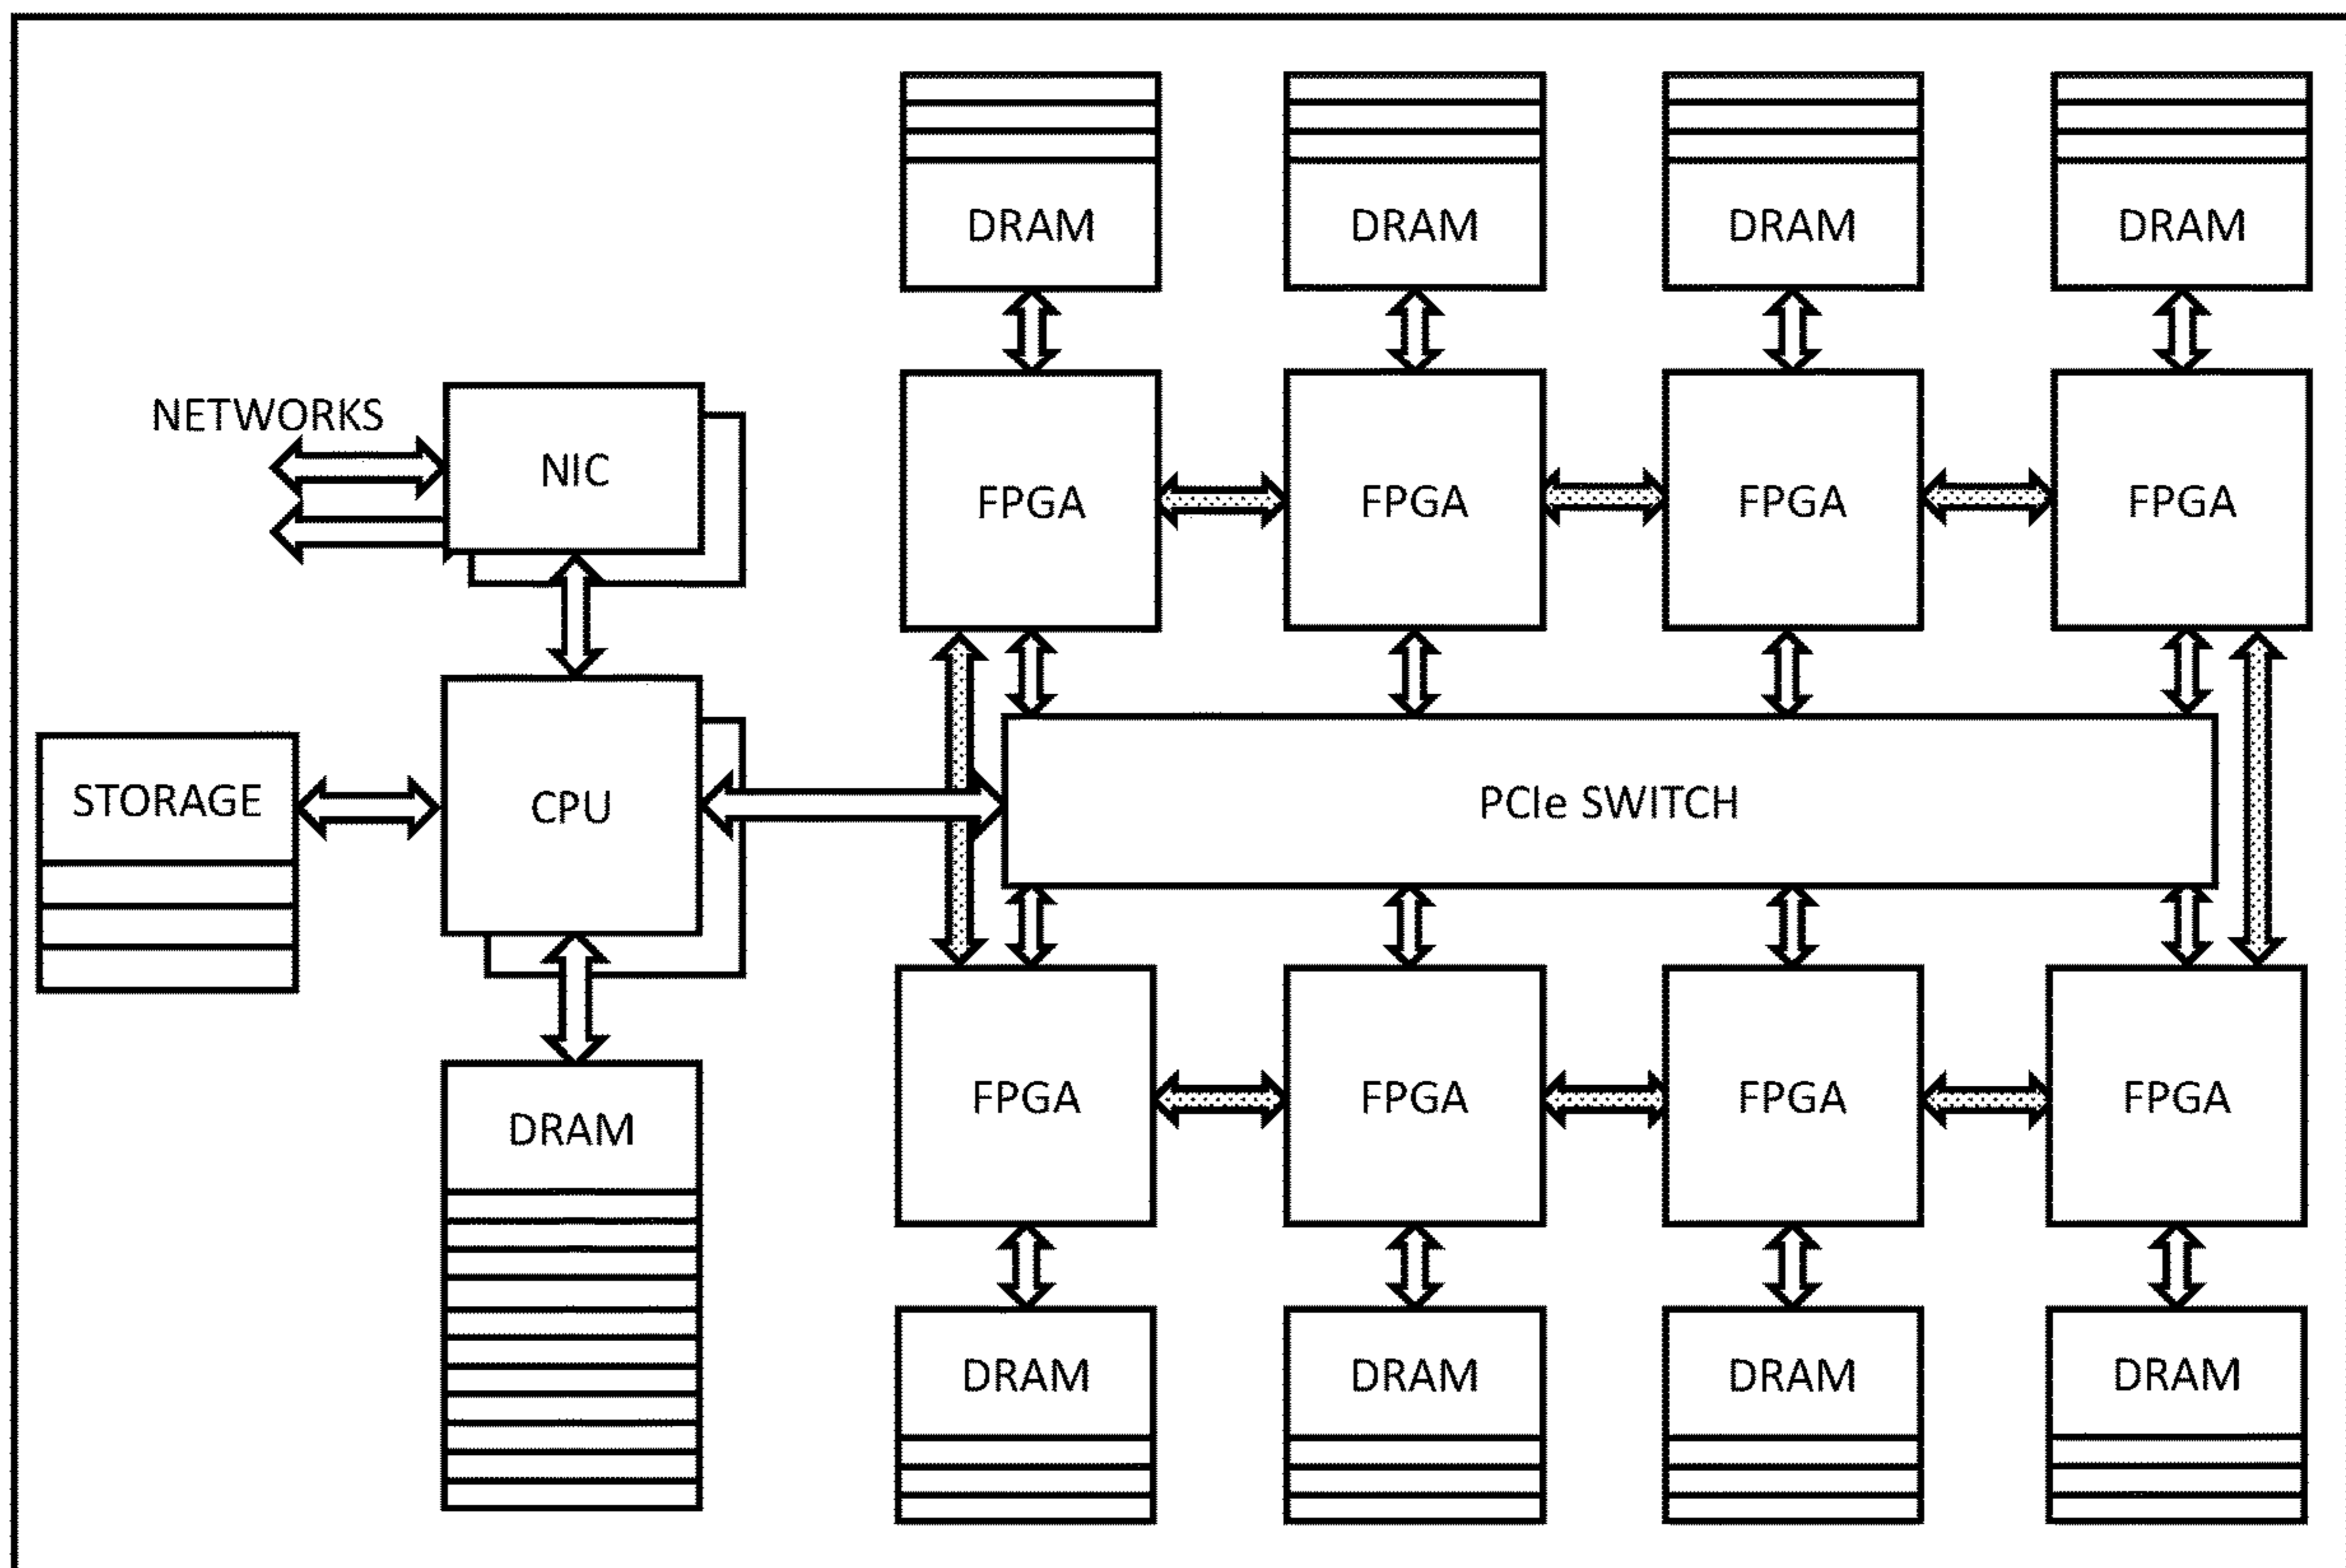 DRAM DRAM DRAM DRAM
NETWORKS
NIC
FPGA FPGA FPGA FPGA
STORAGE
CPU
PCIe SWITCH
FPGA FPGA FPGA FPGA
DRAM
DRAM DRAM DRAM DRAM